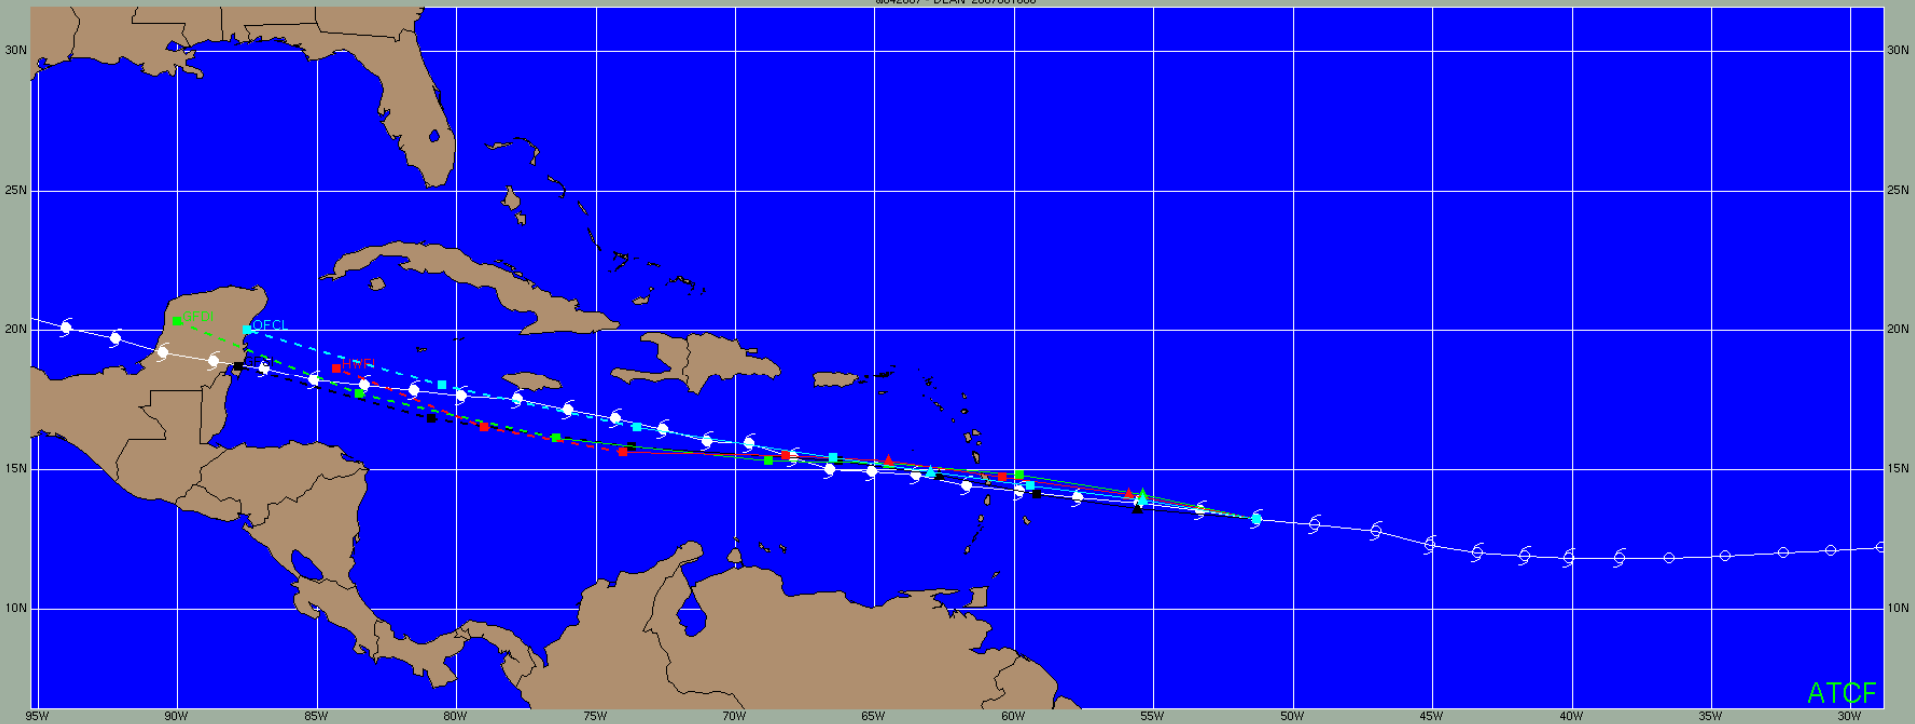 30N 30N
25N 25N
GFDI
OFCL
20N 20N
HWFI
15N 15N
10N 10N
ATCF
95W 90W 85W 80W 75W 70W 65W 60W 55W 50W 45W 40W 35W 30W